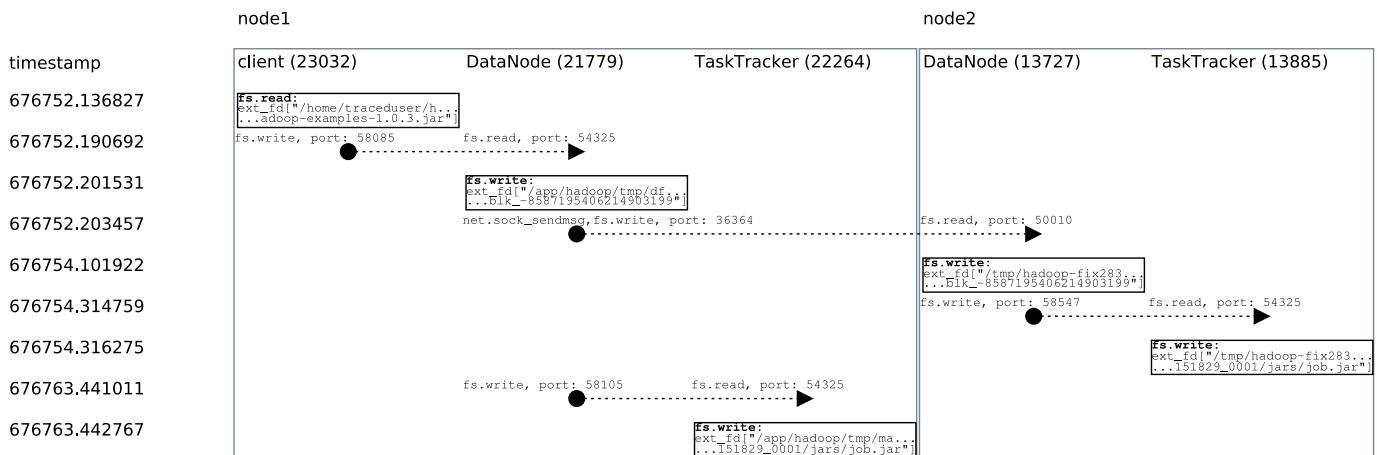 node1 node2
timestamp client (23032) DataNode (21779) TaskTracker (22264) DataNode (13727) TaskTracker (13885)
676752.136827
fs.read:
ext_fd["/home/traceduser/h...
...adoop-examples-1.0.3.jar"]
676752.190692
fs.write, port: 58085 fs.read, port: 54325
676752.201531
fs.write:
ext_fd["/app/hadoop/tmp/df...
...blk_-8587195406214903199"]
676752.203457
net.sock_sendmsg,fs.write, port: 36364 fs.read, port: 50010
676754.101922
fs.write:
ext_fd["/tmp/hadoop-fix283...
...blk_-8587195406214903199"]
676754.314759
fs.write, port: 58547 fs.read, port: 54325
676754.316275
fs.write:
ext_fd["/tmp/hadoop-fix283...
...151829_0001/jars/job.jar"]
676763.441011
fs.write, port: 58105 fs.read, port: 54325
676763.442767
fs.write:
ext_fd["/app/hadoop/tmp/ma...
...151829_0001/jars/job.jar"]